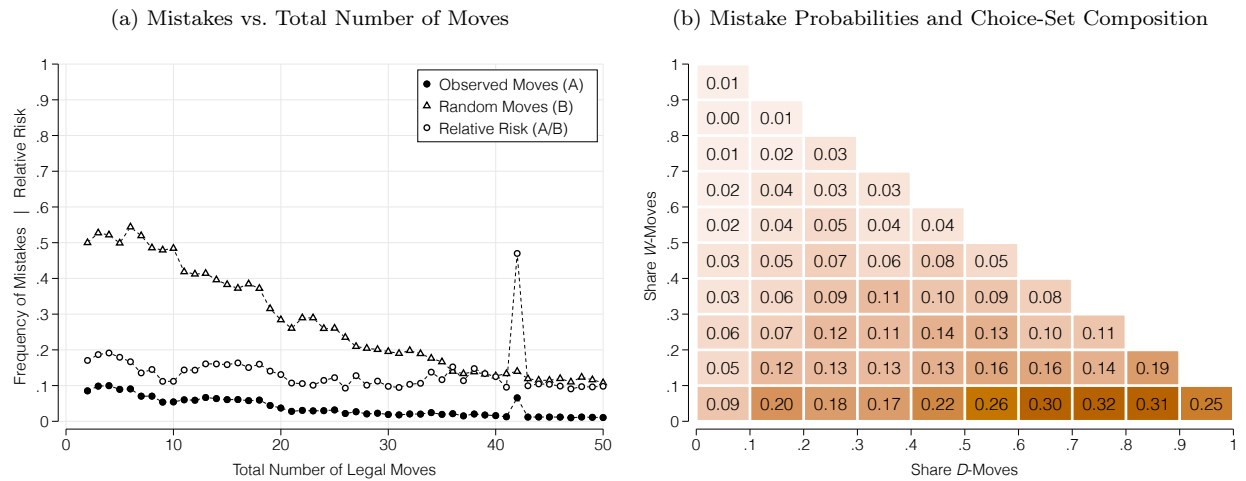 (a) Mistakes vs. Total Number of Moves
Frequency of Mistakes | Relative Risk
1
.9
.8
.7
.6
.5
.4
.3
.2
.1
0
Observed Moves (A)
Random Moves (B)
Relative Risk (A/B)
0 10 20 30 40 50
Total Number of Legal Moves
(b) Mistake Probabilities and Choice-Set Composition
Share W-Moves
1
.9
.8
.7
.6
.5
.4
.3
.2
.1
0
0.01
0.00 0.01
0.01 0.02 0.03
0.02 0.04 0.03 0.03
0.02 0.04 0.05 0.04 0.04
0.03 0.05 0.07 0.06 0.08 0.05
0.03 0.06 0.09 0.11 0.10 0.09 0.08
0.06 0.07 0.12 0.11 0.14 0.13 0.10 0.11
0.05 0.12 0.13 0.13 0.13 0.16 0.16 0.14 0.19
0.09 0.20 0.18 0.17 0.22 0.26 0.30 0.32 0.31 0.25
0 .1 .2 .3 .4 .5 .6 .7 .8 .9 1
Share D-Moves